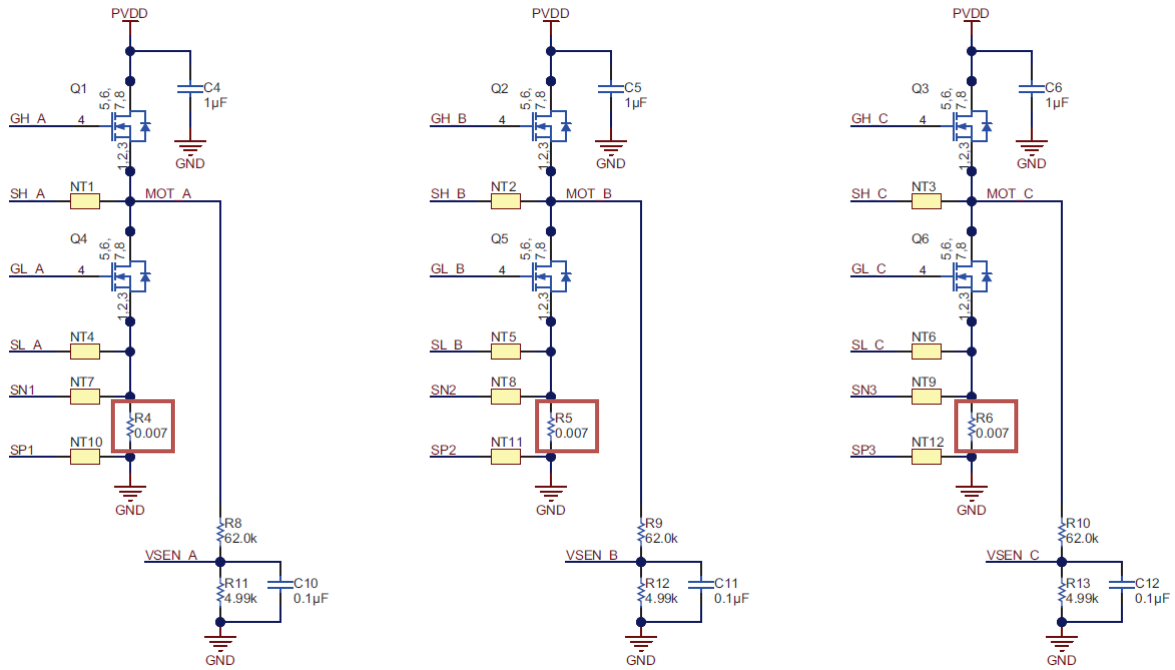 PVDD
Q1
5,6,
7,8
C4
1µF
GH_A
4
1,2,3
GND
SH_A
NT1
MOT_A
Q4
5,6,
7,8
GL_A
4
1,2,3
SL_A
NT4
SN1
NT7
R4
0.007
SP1
NT10
GND
R8
62.0k
VSEN_A
R11
4.99k
C10
0.1µF
GND
PVDD
Q2
5,6,
7,8
C5
1µF
GH_B
4
1,2,3
GND
SH_B
NT2
MOT_B
Q5
5,6,
7,8
GL_B
4
1,2,3
SL_B
NT5
SN2
NT8
R5
0.007
SP2
NT11
GND
R9
62.0k
VSEN_B
R12
4.99k
C11
0.1µF
GND
PVDD
Q3
5,6,
7,8
C6
1µF
GH_C
4
1,2,3
GND
SH_C
NT3
MOT_C
Q6
5,6,
7,8
GL_C
4
1,2,3
SL_C
NT6
SN3
NT9
R6
0.007
SP3
NT12
GND
R10
62.0k
VSEN_C
R13
4.99k
C12
0.1µF
GND